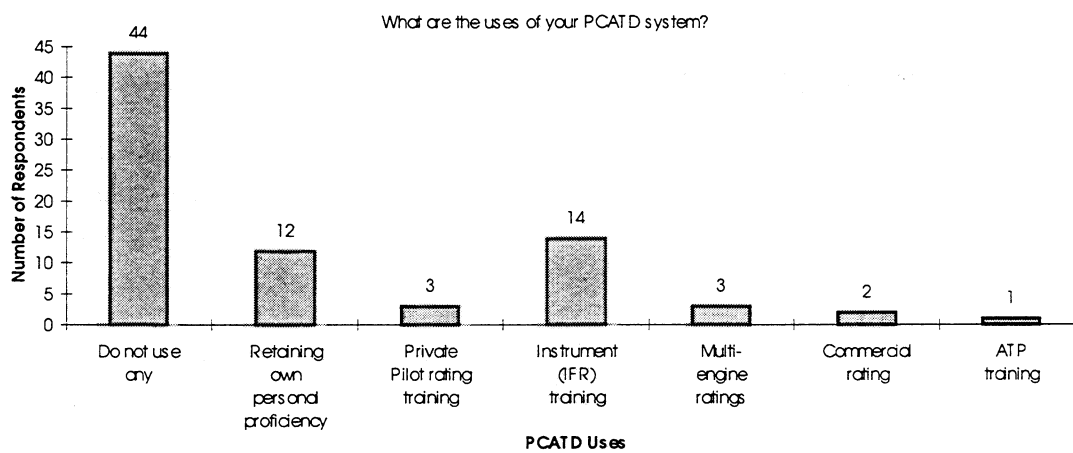 What are the uses of your PCATD system?
Number of Respondents
45
40
35
30
25
20
15
10
5
0
44
12
3
14
3
2
1
Do not use
any
Retaining
own
personal
proficiency
Private
Pilot rating
training
Instrument
(IFR)
training
Multi-
engine
ratings
Commercial
rating
ATP
training
PCATD Uses